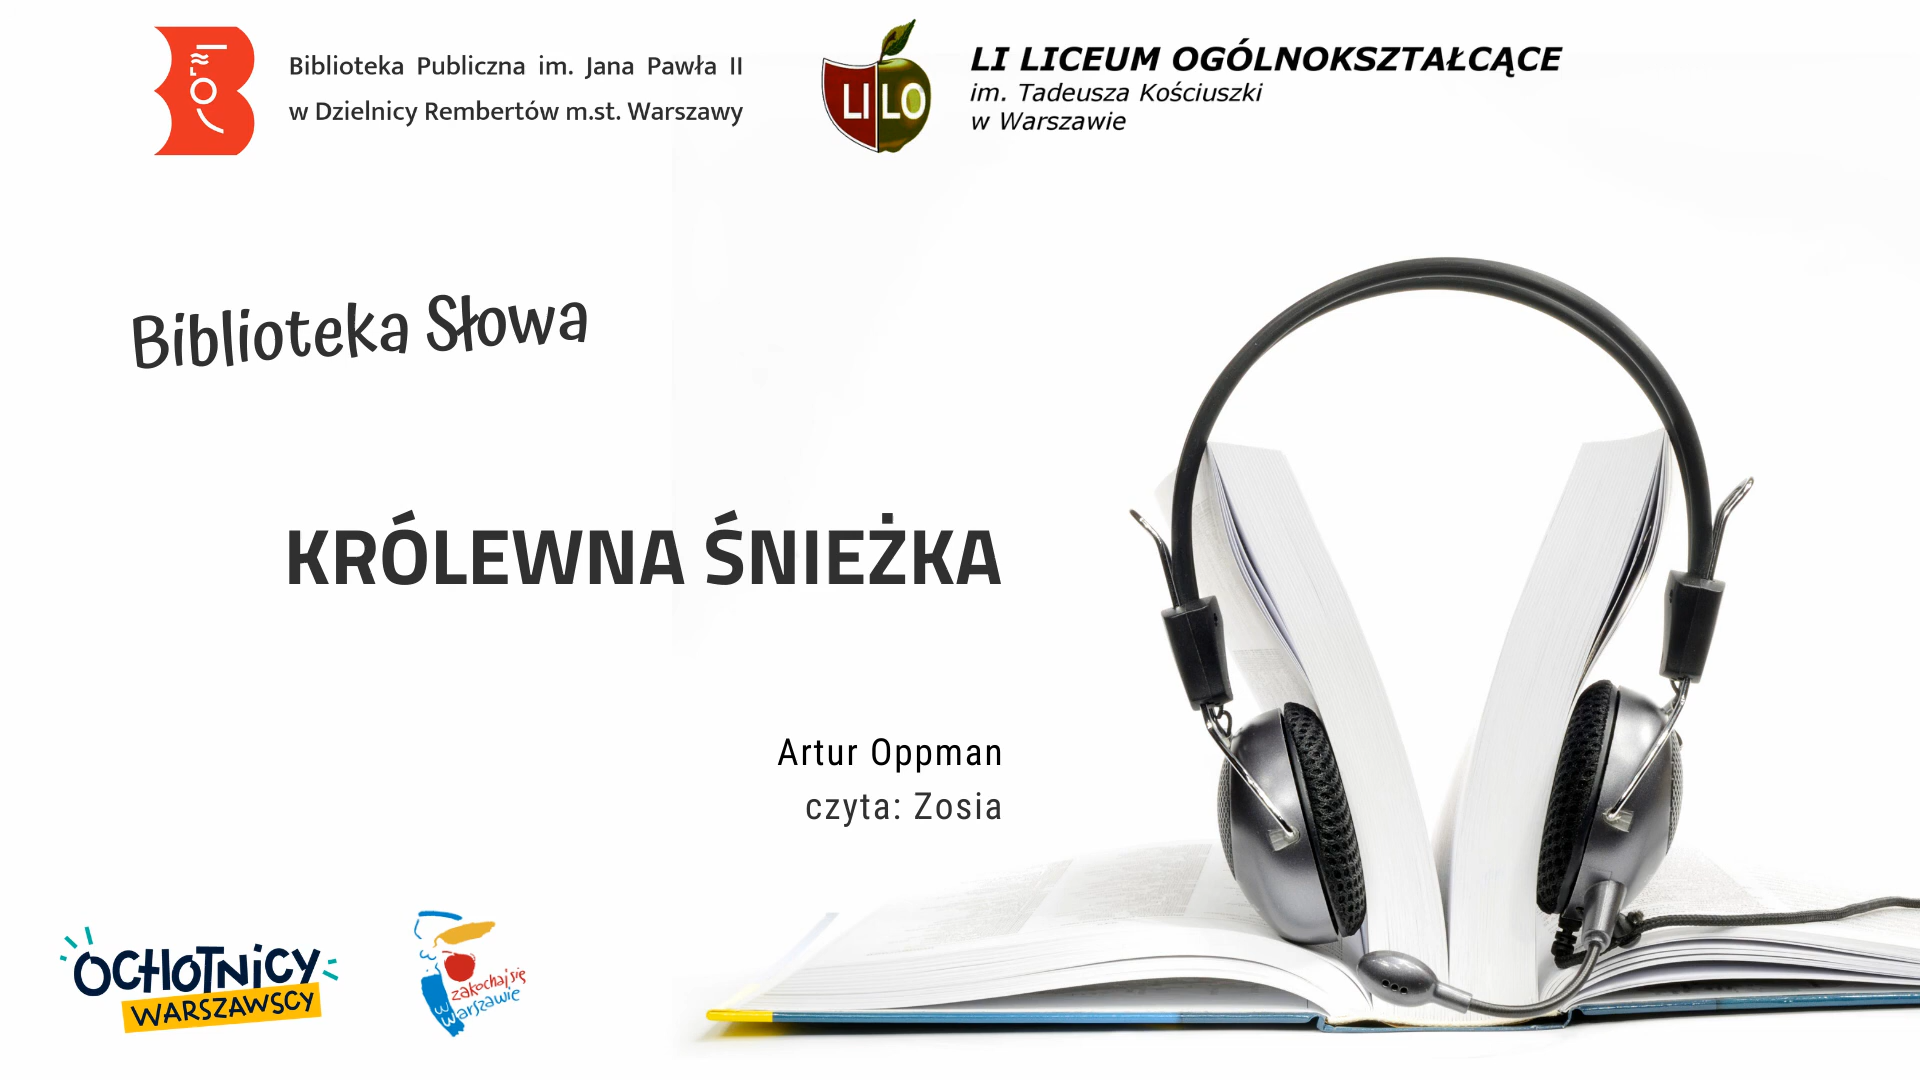 Biblioteka Publiczna im. Jana Pawła II
w Dzielnicy Rembertów m.st. Warszawy
LI LO
LI LICEUM OGÓLNOKSZTAŁCĄCE
im. Tadeusza Kościuszki
w Warszawie
Biblioteka Słowa
KRÓLEWNA ŚNIEŻKA
Artur Oppman
czyta: Zosia
OCHOTNICY
WARSZAWSCY
zakochaj się
w Warszawie